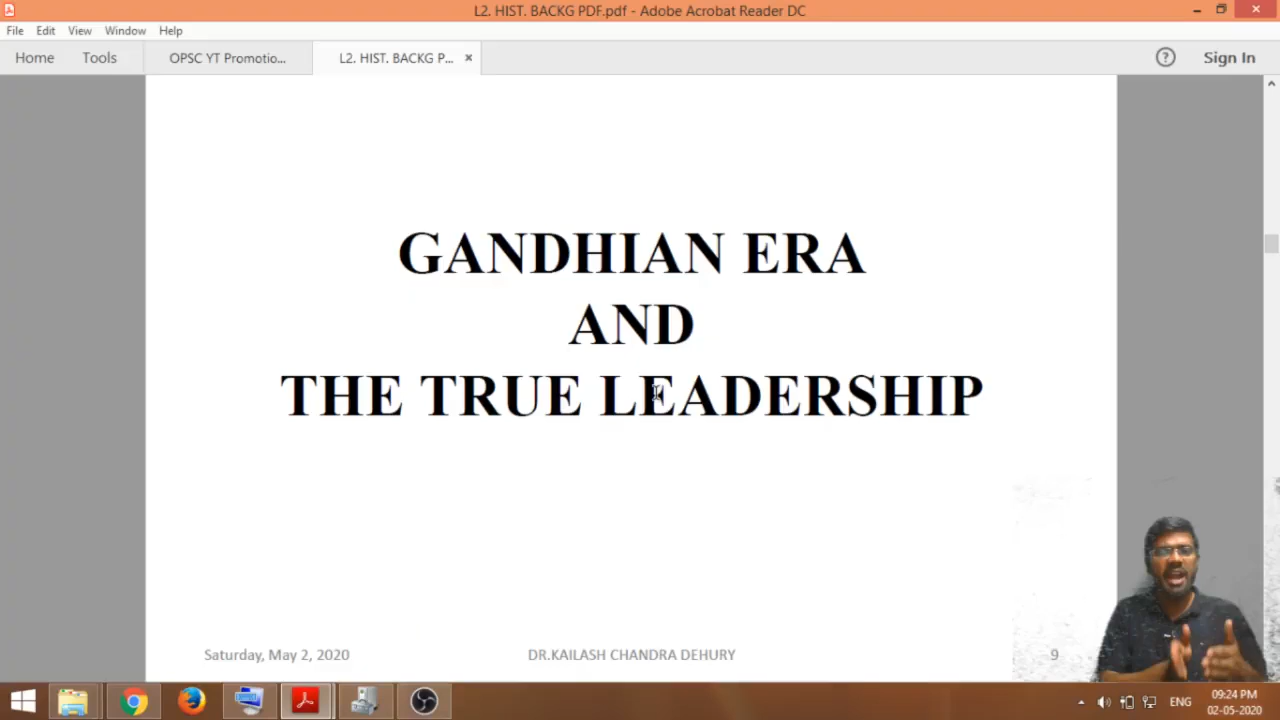 L2. HIST. BACKG PDF.pdf - Adobe Acrobat Reader DC
File Edit View Window Help
Home Tools OPSC YT Promotio... L2. HIST. BACKG P... × ? Sign In
GANDHIAN ERA
AND
THE TRUE LEADERSHIP
Saturday, May 2, 2020 DR.KAILASH CHANDRA DEHURY 9
ENG 09:24 PM
02-05-2020